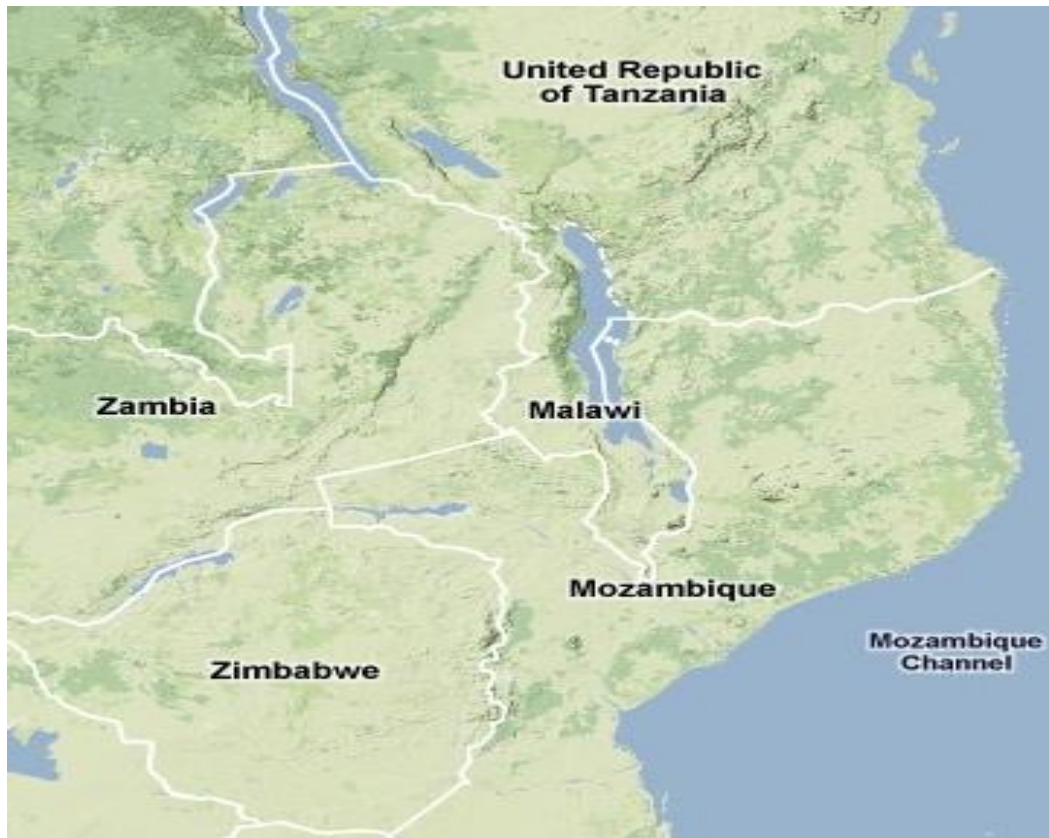 United Republic
of Tanzania
Zambia
Malawi
Mozambique
Mozambique
Channel
Zimbabwe